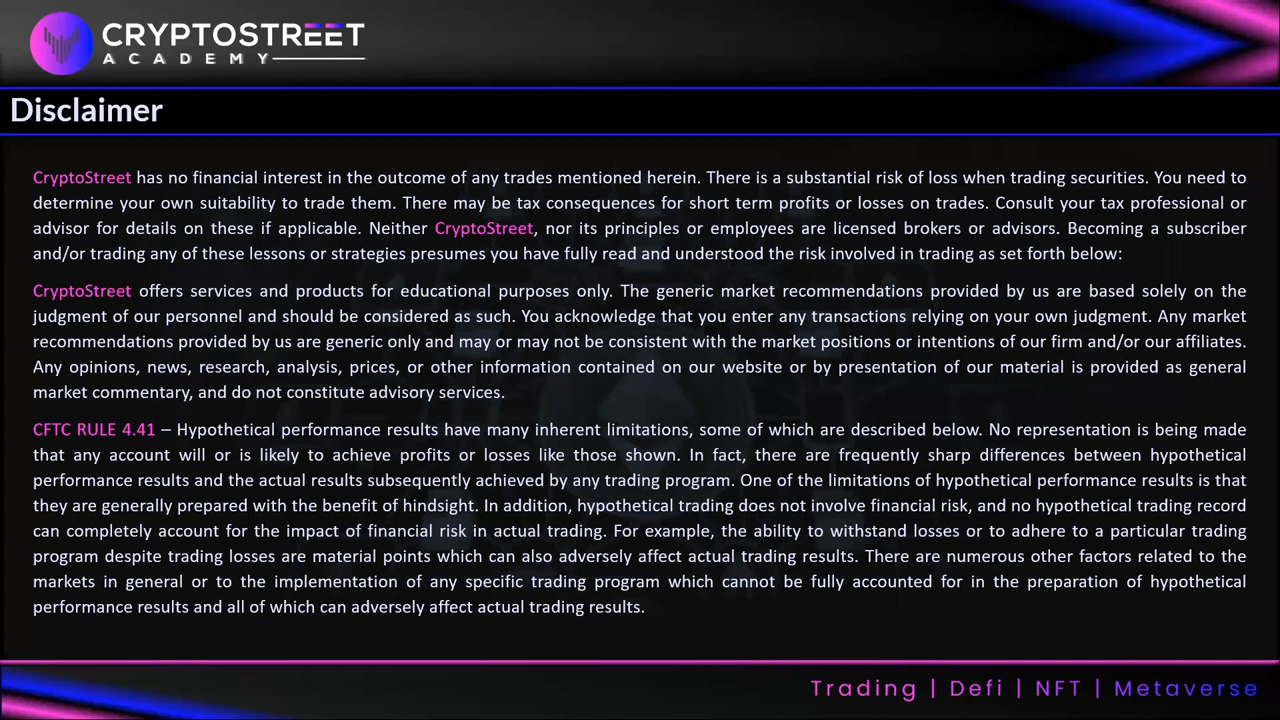 CRYPTOSTREET
ACADEMY
Disclaimer
CryptoStreet has no financial interest in the outcome of any trades mentioned herein. There is a substantial risk of loss when trading securities. You need to
determine your own suitability to trade them. There may be tax consequences for short term profits or losses on trades. Consult your tax professional or
advisor for details on these if applicable. Neither CryptoStreet, nor its principles or employees are licensed brokers or advisors. Becoming a subscriber
and/or trading any of these lessons or strategies presumes you have fully read and understood the risk involved in trading as set forth below:
CryptoStreet offers services and products for educational purposes only. The generic market recommendations provided by us are based solely on the
judgment of our personnel and should be considered as such. You acknowledge that you enter any transactions relying on your own judgment. Any market
recommendations provided by us are generic only and may or may not be consistent with the market positions or intentions of our firm and/or our affiliates.
Any opinions, news, research, analysis, prices, or other information contained on our website or by presentation of our material is provided as general
market commentary, and do not constitute advisory services.
CFTC RULE 4.41 – Hypothetical performance results have many inherent limitations, some of which are described below. No representation is being made
that any account will or is likely to achieve profits or losses like those shown. In fact, there are frequently sharp differences between hypothetical
performance results and the actual results subsequently achieved by any trading program. One of the limitations of hypothetical performance results is that
they are generally prepared with the benefit of hindsight. In addition, hypothetical trading does not involve financial risk, and no hypothetical trading record
can completely account for the impact of financial risk in actual trading. For example, the ability to withstand losses or to adhere to a particular trading
program despite trading losses are material points which can also adversely affect actual trading results. There are numerous other factors related to the
markets in general or to the implementation of any specific trading program which cannot be fully accounted for in the preparation of hypothetical
performance results and all of which can adversely affect actual trading results.
Trading | Defi | NFT | Metaverse